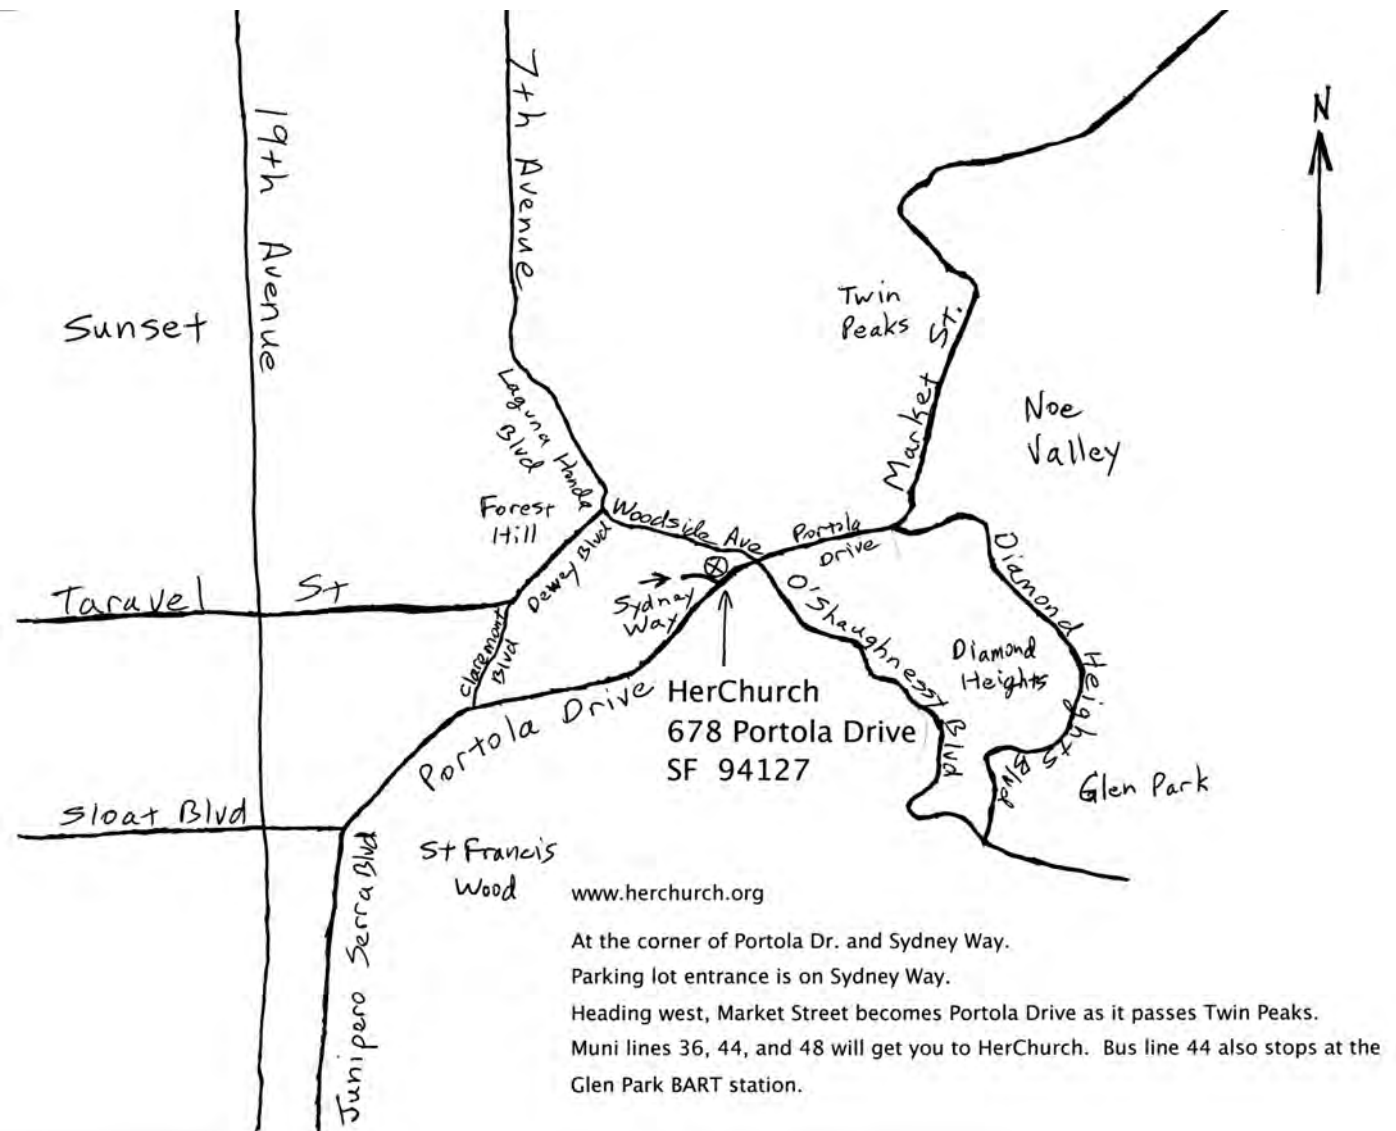 N
7th Avenue
19th Avenue
Sunset
Twin
Peaks
Market St.
Noe
Valley
Laguna Honda
Blvd
Forest
Hill
Woodside Ave
Portola
Drive
Dewey Blvd
Taravel St
Sydney
Way
O'Shaughnessy Blvd
Diamond Heights
Blvd
Diamond
Heights
Claremont
Blvd
Portola Drive
HerChurch
678 Portola Drive
SF 94127
Glen Park
Sloat Blvd
St Francis
Wood
Junipero Serra Blvd
www.herchurch.org
At the corner of Portola Dr. and Sydney Way.
Parking lot entrance is on Sydney Way.
Heading west, Market Street becomes Portola Drive as it passes Twin Peaks.
Muni lines 36, 44, and 48 will get you to HerChurch. Bus line 44 also stops at the
Glen Park BART station.